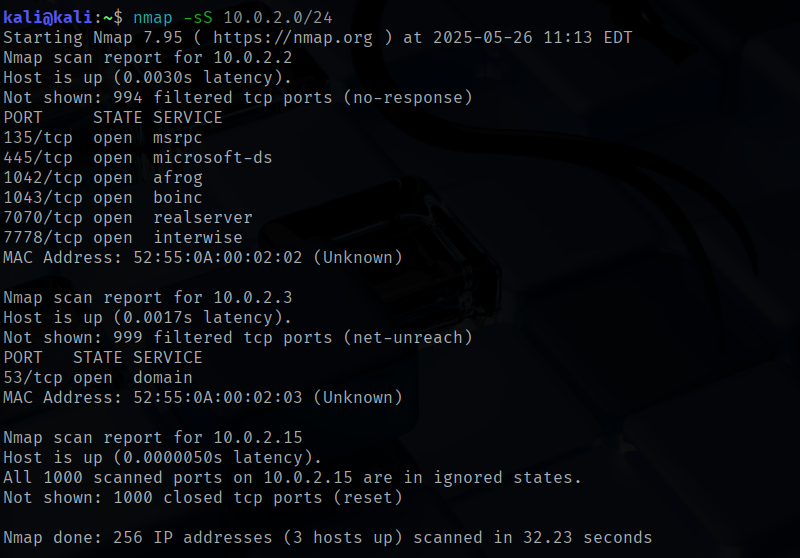 kali@kali:~$ nmap -sS 10.0.2.0/24
Starting Nmap 7.95 ( https://nmap.org ) at 2025-05-26 11:13 EDT
Nmap scan report for 10.0.2.2
Host is up (0.0030s latency).
Not shown: 994 filtered tcp ports (no-response)
PORT     STATE SERVICE
135/tcp  open  msrpc
445/tcp  open  microsoft-ds
1042/tcp open  afrog
1043/tcp open  boinc
7070/tcp open  realserver
7778/tcp open  interwise
MAC Address: 52:55:0A:00:02:02 (Unknown)

Nmap scan report for 10.0.2.3
Host is up (0.0017s latency).
Not shown: 999 filtered tcp ports (net-unreach)
PORT   STATE SERVICE
53/tcp open  domain
MAC Address: 52:55:0A:00:02:03 (Unknown)

Nmap scan report for 10.0.2.15
Host is up (0.0000050s latency).
All 1000 scanned ports on 10.0.2.15 are in ignored states.
Not shown: 1000 closed tcp ports (reset)

Nmap done: 256 IP addresses (3 hosts up) scanned in 32.23 seconds